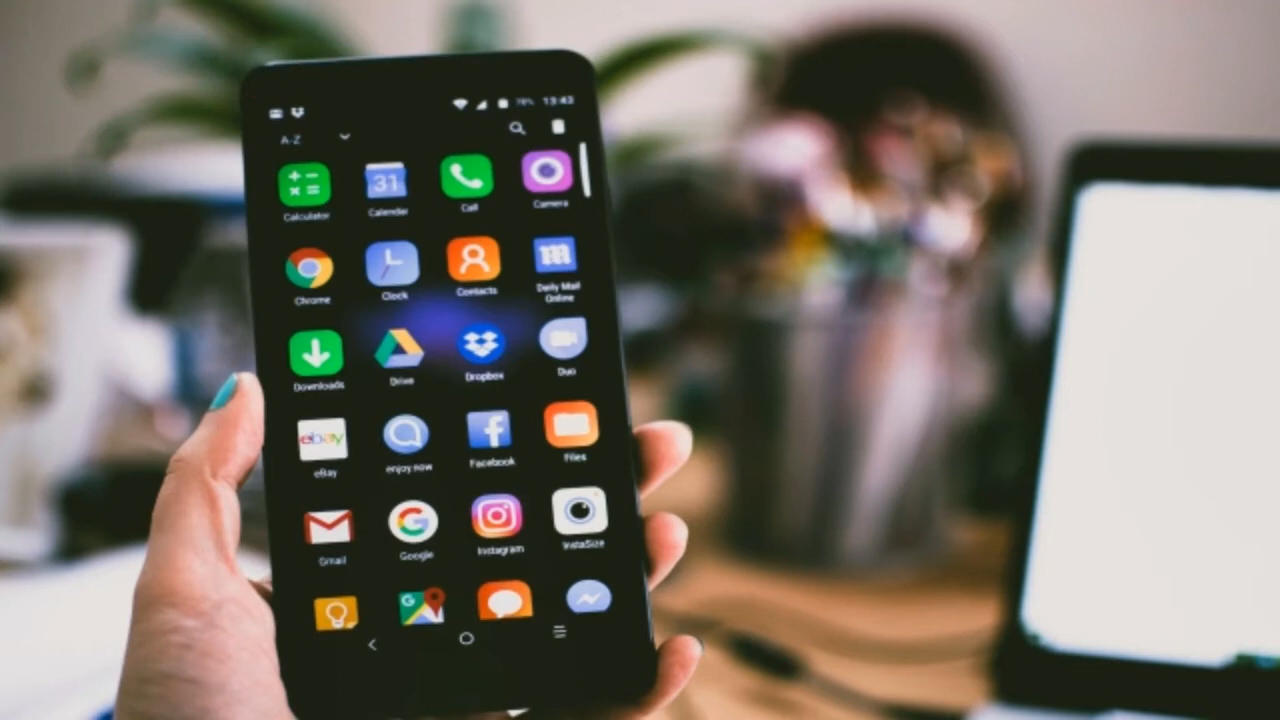 78% 13:43
A-Z
Calculator Calendar Call Camera
31
Chrome Clock Contacts Daily Mail
Online
Downloads Drive Dropbox Duo
ebay
eBay enjoy now Facebook Files
Gmail Google Instagram InstaSize